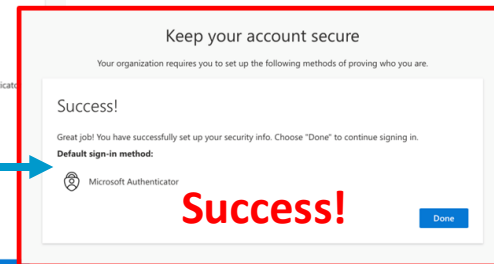 Keep your account secure
Your organization requires you to set up the following methods of proving who you are.
Success!
Great job! You have successfully set up your security info. Choose "Done" to continue signing in.
Default sign-in method:
Microsoft Authenticator
Success!
Done